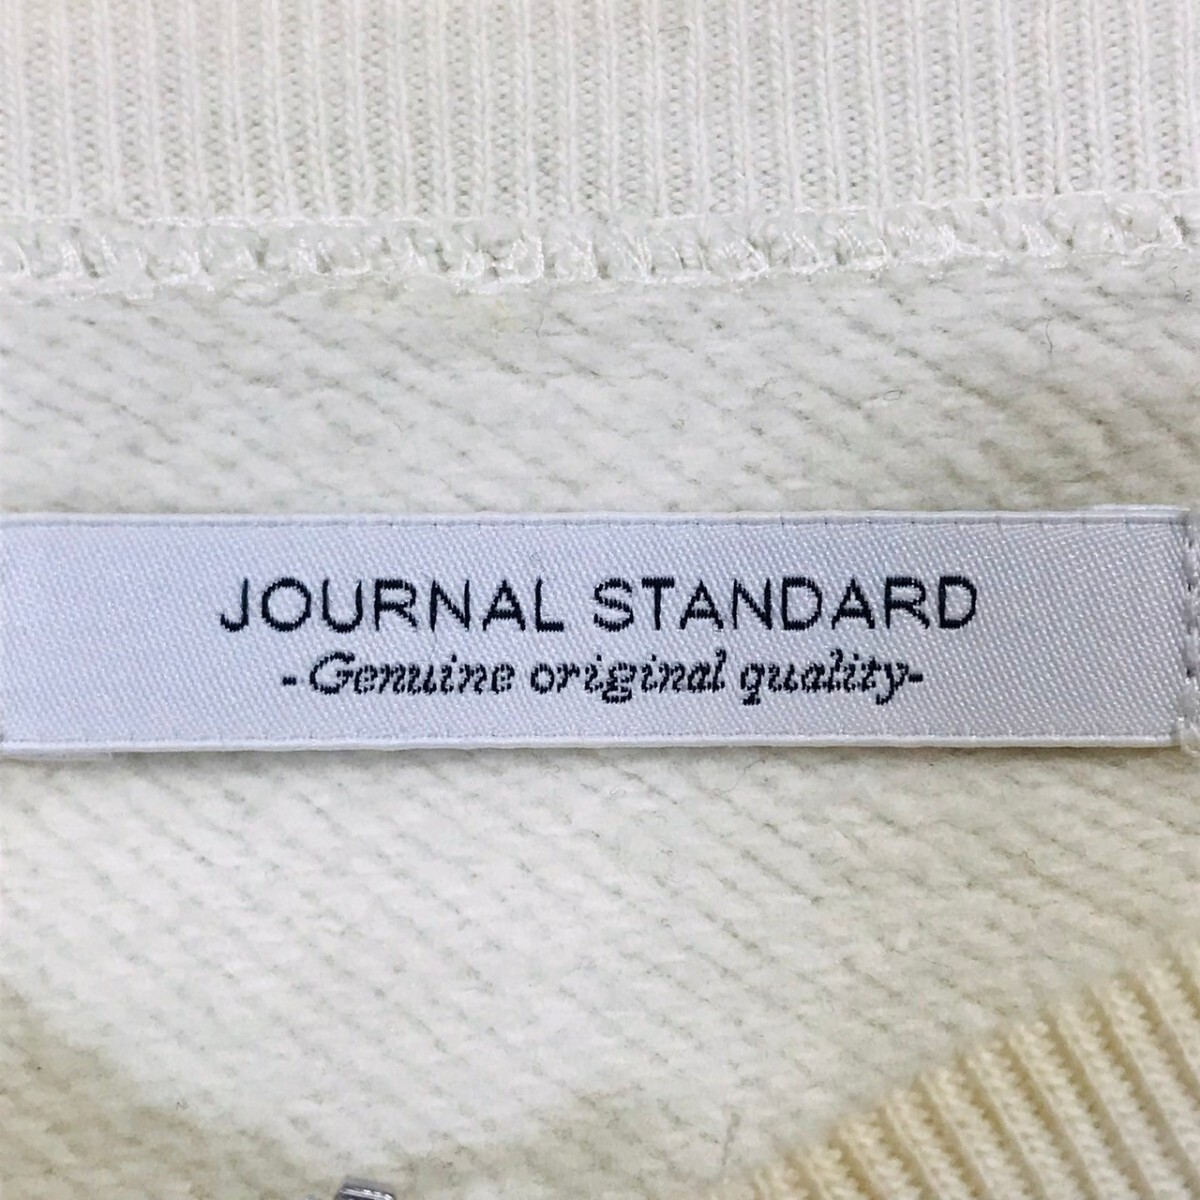 JOURNAL STANDARD
-Genuine original quality-